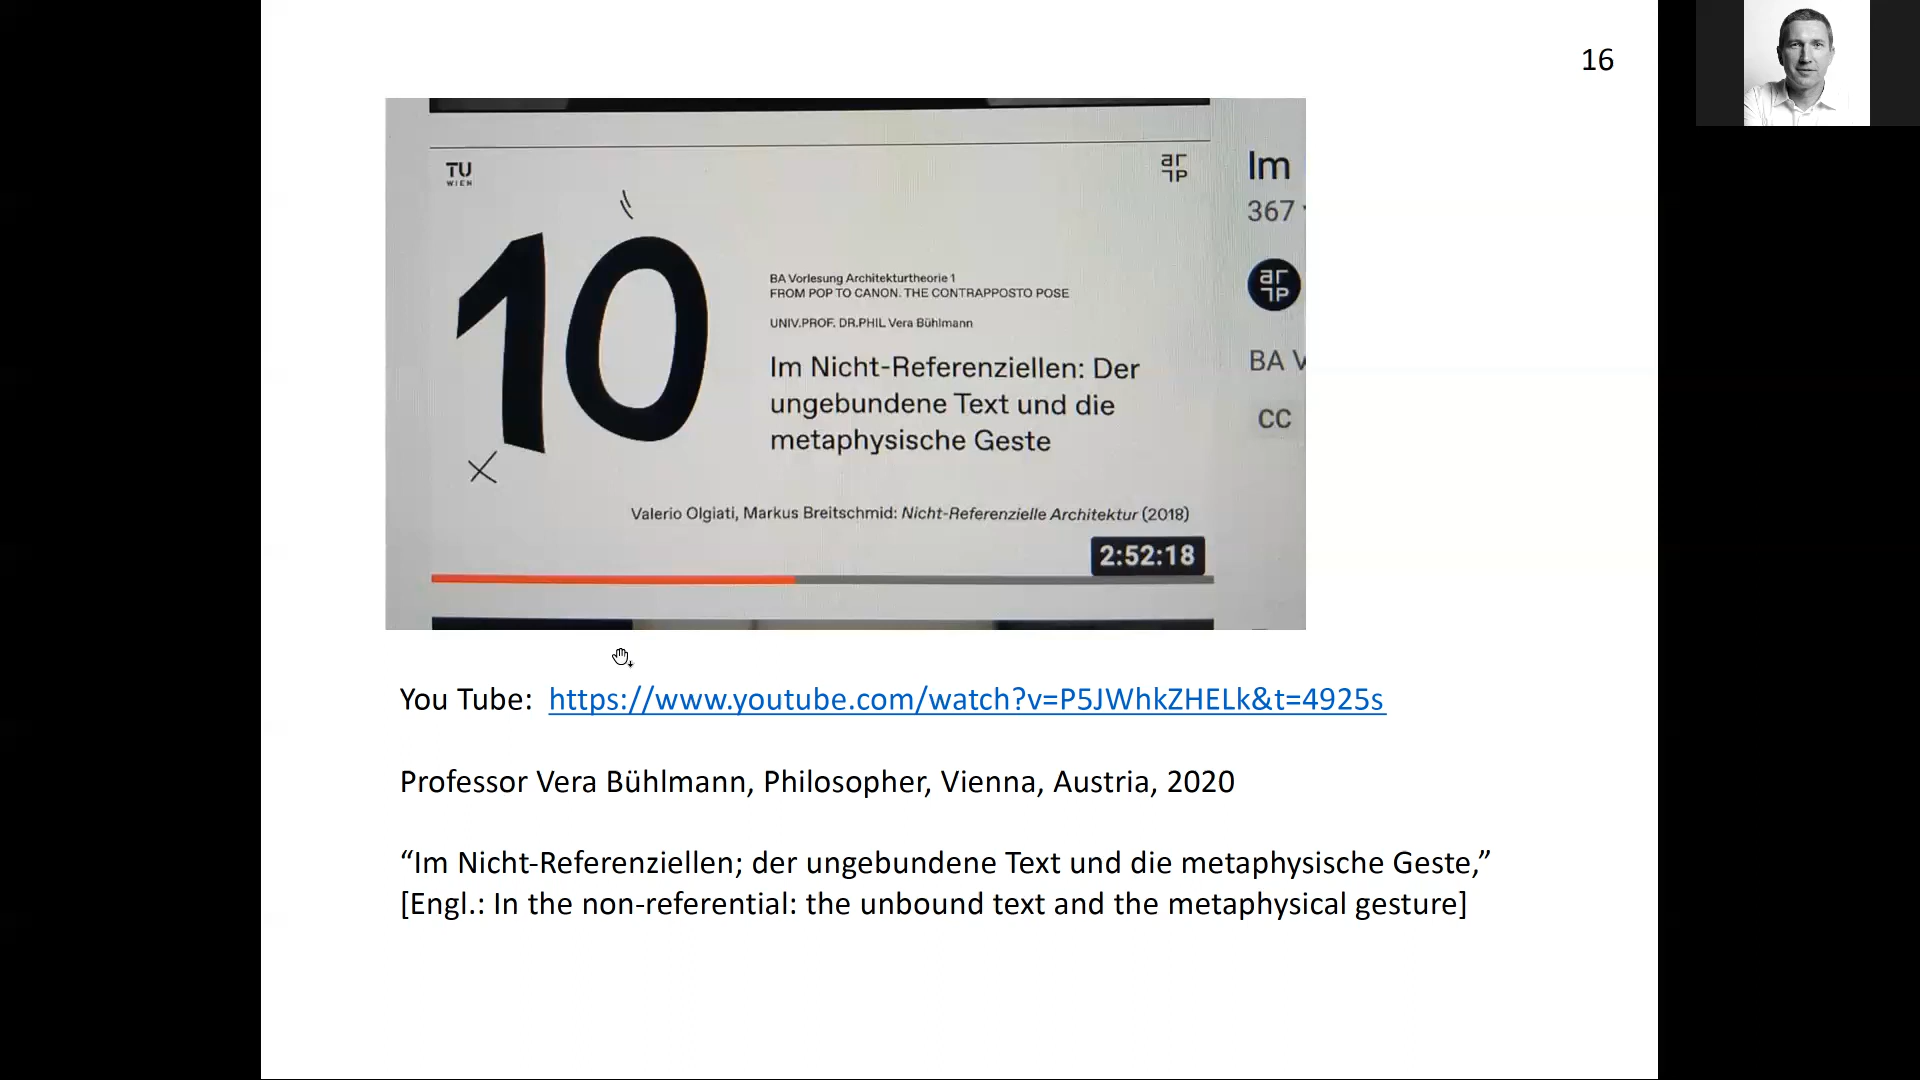 16
TU
WIEN
ar
P
10
BA Vorlesung Architekturtheorie 1
FROM POP TO CANON. THE CONTRAPPOSTO POSE
UNIV.PROF. DR.PHIL Vera Bühlmann
Im Nicht-Referenziellen: Der
ungebundene Text und die
metaphysische Geste
Valerio Olgiati, Markus Breitschmid: Nicht-Referenzielle Architektur (2018)
2:52:18
Im
367
ar
P
BA V
CC
You Tube: https://www.youtube.com/watch?v=P5JWhkZHELk&t=4925s
Professor Vera Bühlmann, Philosopher, Vienna, Austria, 2020
“Im Nicht-Referenziellen; der ungebundene Text und die metaphysische Geste,”
[Engl.: In the non-referential: the unbound text and the metaphysical gesture]